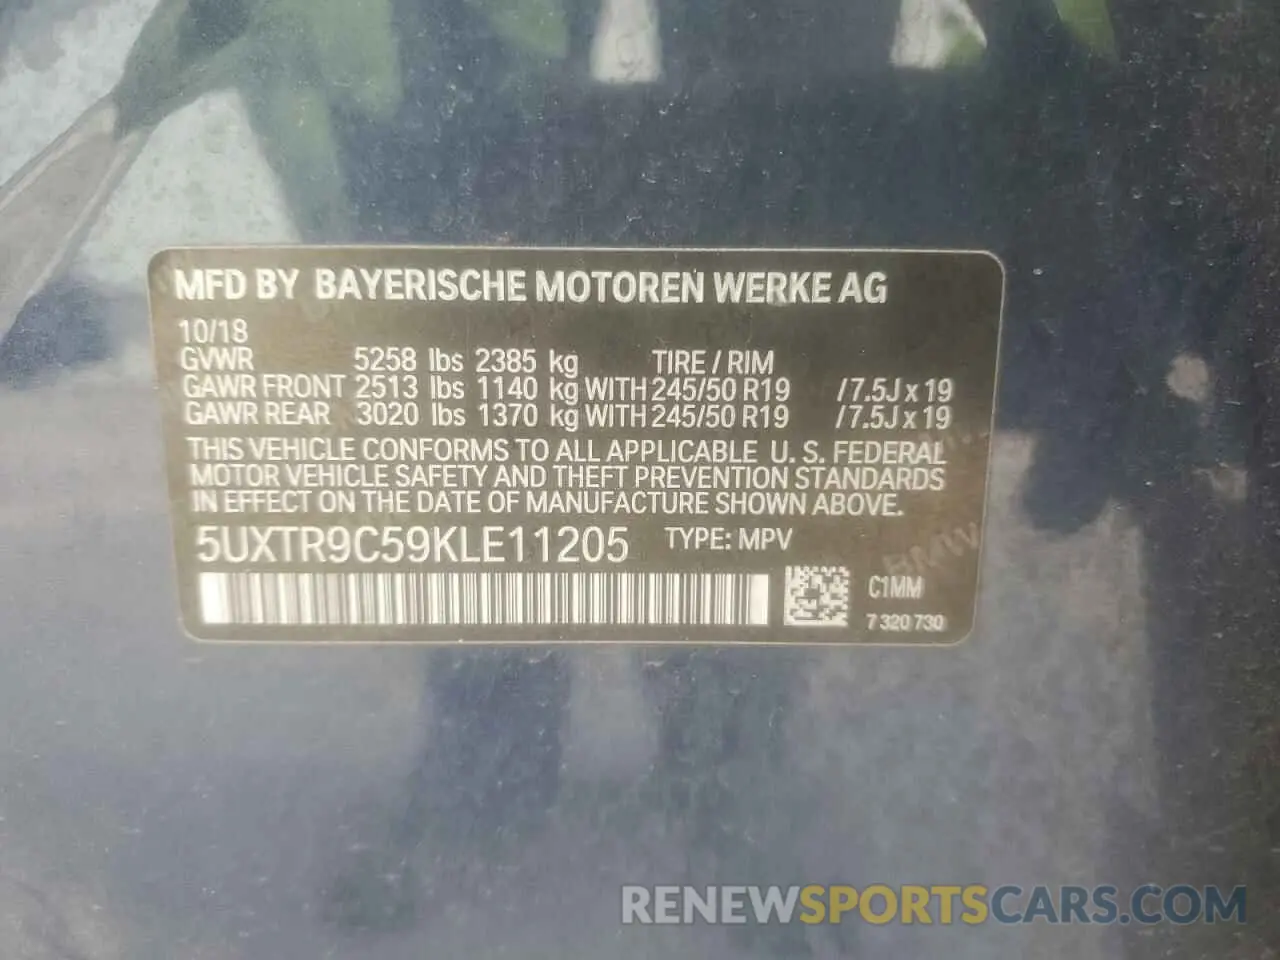 MFD BY BAYERISCHE MOTOREN WERKE AG
10/18
GVWR 5258 lbs 2385 kg TIRE / RIM
GAWR FRONT 2513 lbs 1140 kg WITH 245/50 R19 / 7.5J x 19
GAWR REAR 3020 lbs 1370 kg WITH 245/50 R19 / 7.5J x 19
THIS VEHICLE CONFORMS TO ALL APPLICABLE U. S. FEDERAL
MOTOR VEHICLE SAFETY AND THEFT PREVENTION STANDARDS
IN EFFECT ON THE DATE OF MANUFACTURE SHOWN ABOVE.
5UXTR9C59KLE11205 TYPE: MPV
C1MM
7 320 730
BMW
RENEWSPORTSCARS.COM